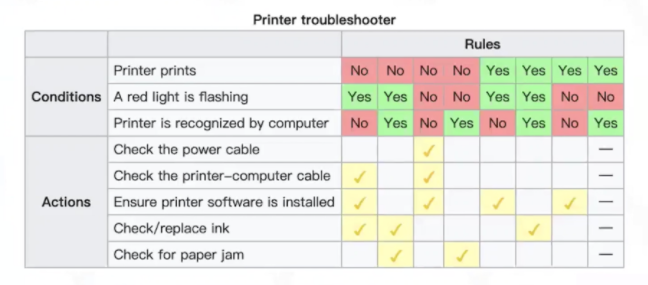 Printer troubleshooter
Rules
Conditions Printer prints No No No No Yes Yes Yes Yes
A red light is flashing Yes Yes No No Yes Yes No No
Printer is recognized by computer No Yes No Yes No Yes No Yes
Actions Check the power cable ✓ —
Check the printer–computer cable ✓ ✓ —
Ensure printer software is installed ✓ ✓ ✓ ✓ —
Check/replace ink ✓ ✓ ✓ —
Check for paper jam ✓ ✓ —